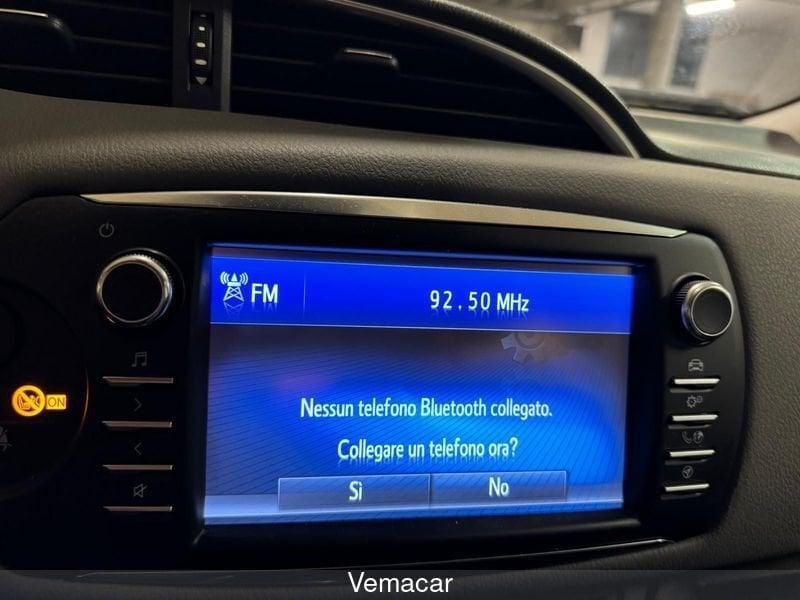 FM
92.50 MHz
ON
Nessun telefono Bluetooth collegato.
Collegare un telefono ora?
Sì
No
Vemacar